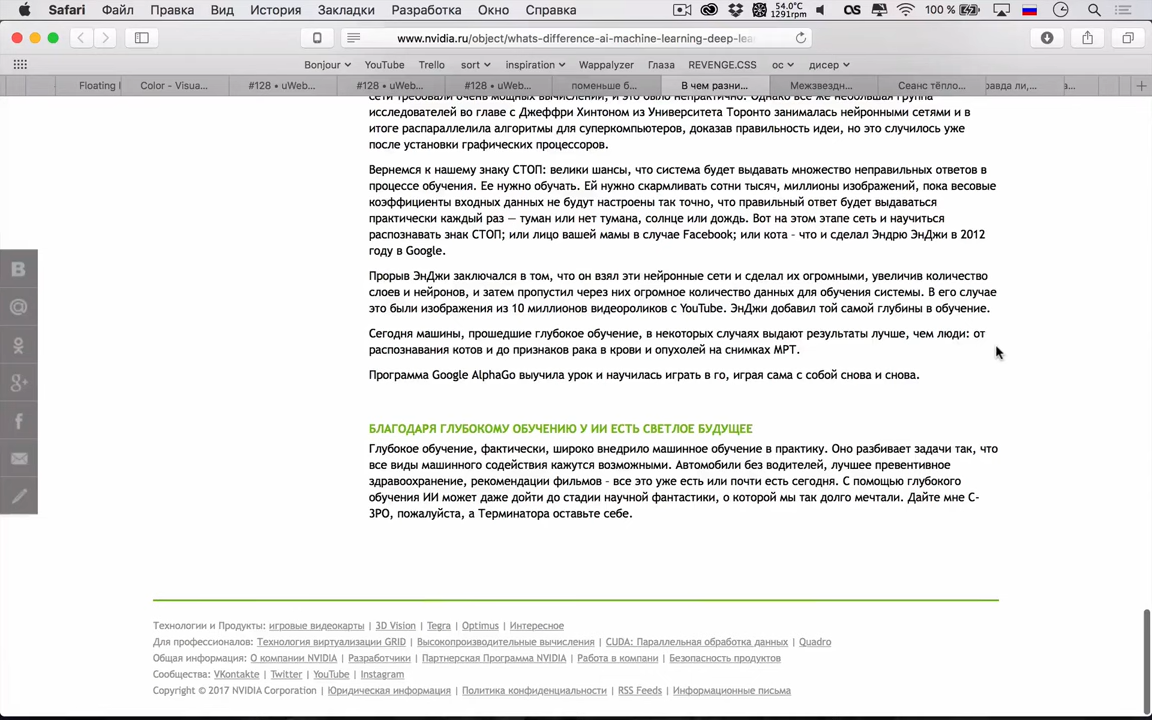 Safari Файл Правка Вид История Закладки Разработка Окно Справка 54.0°C 1291rpm 100 %
www.nvidia.ru/object/whats-difference-ai-machine-learning-deep-lea
Bonjour YouTube Trello sort inspiration Wappalyzer Глаза REVENGE.CSS ос дисер
Floating Color - Visua... #128 • uWeb... #128 • uWeb... #128 • uWeb... поменьше б... В чем разни... Межзвездн... Сеанс тёпло... равда ли,... в...
сети требовали очень мощных вычислений, и это было непрактично. Однако все же небольшая группа
исследователей во главе с Джеффри Хинтоном из Университета Торонто занималась нейронными сетями и в
итоге распараллелила алгоритмы для суперкомпьютеров, доказав правильность идеи, но это случилось уже
после установки графических процессоров.
Вернемся к нашему знаку СТОП: велики шансы, что система будет выдавать множество неправильных ответов в
процессе обучения. Ее нужно обучать. Ей нужно скармливать сотни тысяч, миллионы изображений, пока весовые
коэффициенты входных данных не будут настроены так точно, что правильный ответ будет выдаваться
практически каждый раз — туман или нет тумана, солнце или дождь. Вот на этом этапе сеть и научиться
распознавать знак СТОП; или лицо вашей мамы в случае Facebook; или кота - что и сделал Эндрю ЭнДжи в 2012
году в Google.
Прорыв ЭнДжи заключался в том, что он взял эти нейронные сети и сделал их огромными, увеличив количество
слоев и нейронов, и затем пропустил через них огромное количество данных для обучения системы. В его случае
это были изображения из 10 миллионов видеороликов с YouTube. ЭнДжи добавил той самой глубины в обучение.
Сегодня машины, прошедшие глубокое обучение, в некоторых случаях выдают результаты лучше, чем люди: от
распознавания котов и до признаков рака в крови и опухолей на снимках МРТ.
Программа Google AlphaGo выучила урок и научилась играть в го, играя сама с собой снова и снова.
БЛАГОДАРЯ ГЛУБОКОМУ ОБУЧЕНИЮ У ИИ ЕСТЬ СВЕТЛОЕ БУДУЩЕЕ
Глубокое обучение, фактически, широко внедрило машинное обучение в практику. Оно разбивает задачи так, что
все виды машинного содействия кажутся возможными. Автомобили без водителей, лучшее превентивное
здравоохранение, рекомендации фильмов - все это уже есть или почти есть сегодня. С помощью глубокого
обучения ИИ может даже дойти до стадии научной фантастики, о которой мы так долго мечтали. Дайте мне C-
3PO, пожалуйста, а Терминатора оставьте себе.
Технологии и Продукты: игровые видеокарты | 3D Vision | Tegra | Optimus | Интересное
Для профессионалов: Технология виртуализации GRID | Высокопроизводительные вычисления | CUDA: Параллельная обработка данных | Quadro
Общая информация: О компании NVIDIA | Разработчики | Партнерская Программа NVIDIA | Работа в компани | Безопасность продуктов
Сообщества: VKontakte | Twitter | YouTube | Instagram
Copyright © 2017 NVIDIA Corporation | Юридическая информация | Политика конфиденциальности | RSS Feeds | Информационные письма